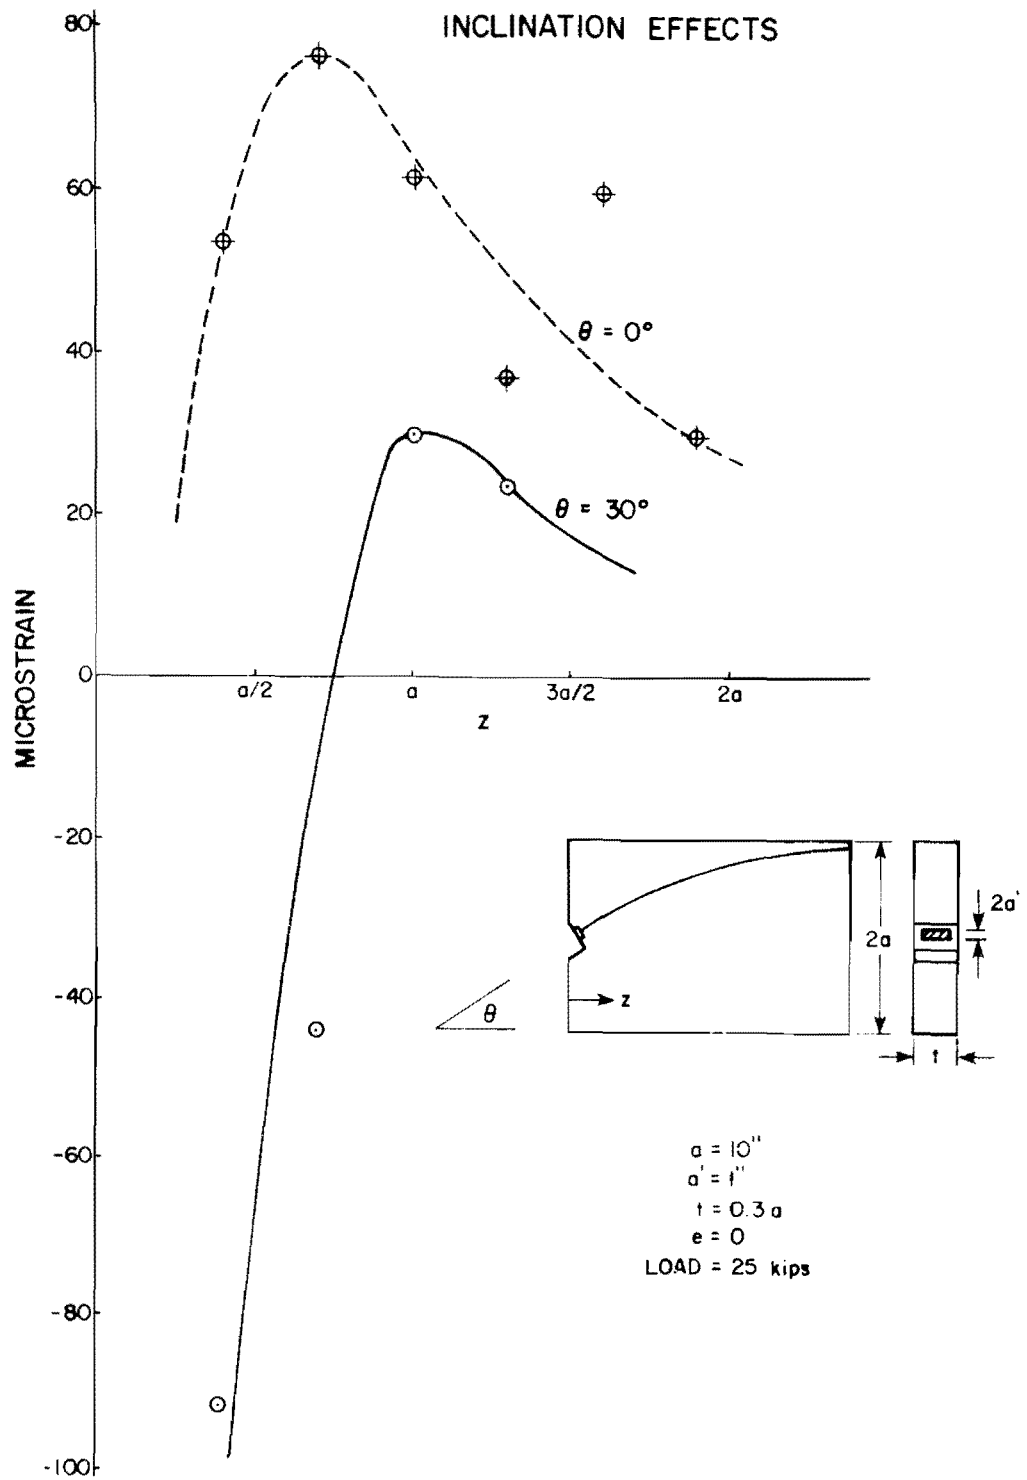 INCLINATION EFFECTS
80
60
40
20
0
-20
-40
-60
-80
-100
MICROSTRAIN
a/2
a
3a/2
2a
z
θ = 0°
θ = 30°
2a
2a'
z
θ
t
a = 10"
a' = 1"
t = 0.3 a
e = 0
LOAD = 25 kips